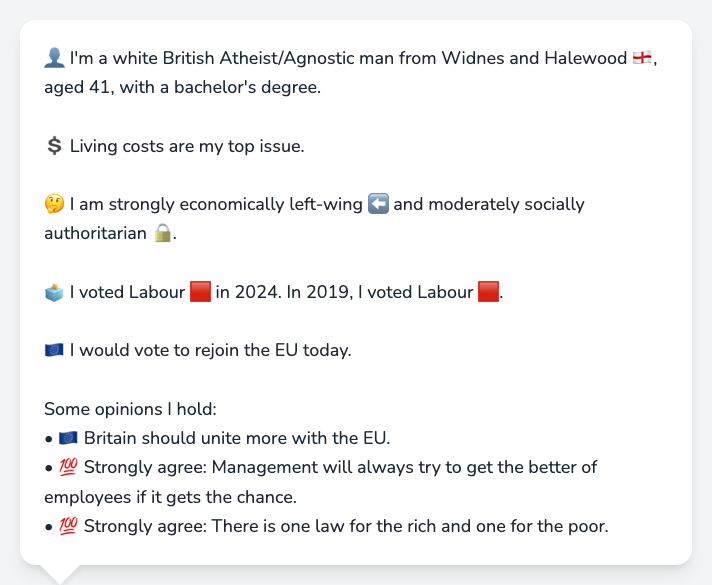 👤 I'm a white British Atheist/Agnostic man from Widnes and Halewood 🏴󠁧󠁢󠁥󠁮󠁧󠁿,
aged 41, with a bachelor's degree.
💲 Living costs are my top issue.
🤔 I am strongly economically left-wing ⬅️ and moderately socially
authoritarian 🔒.
🗳️ I voted Labour 🟥 in 2024. In 2019, I voted Labour 🟥.
🇪🇺 I would vote to rejoin the EU today.
Some opinions I hold:
• 🇪🇺 Britain should unite more with the EU.
• 💯 Strongly agree: Management will always try to get the better of
employees if it gets the chance.
• 💯 Strongly agree: There is one law for the rich and one for the poor.